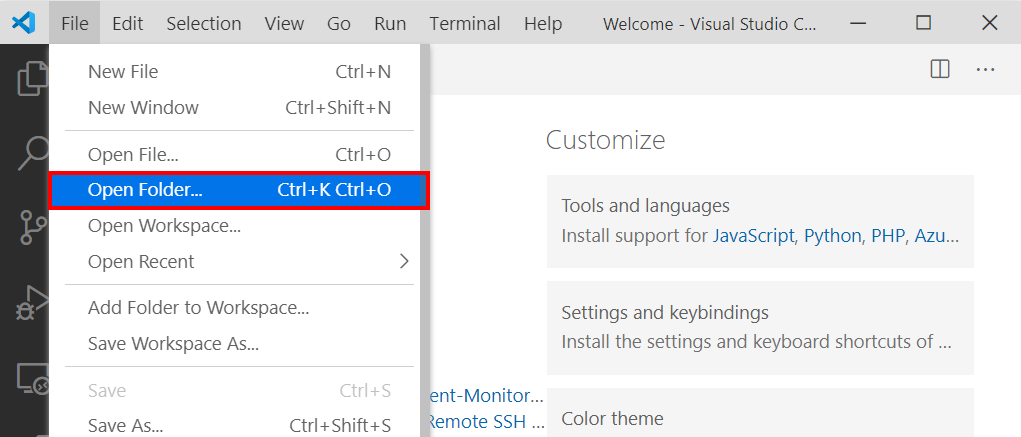 File Edit Selection View Go Run Terminal Help Welcome - Visual Studio C...
New File Ctrl+N
New Window Ctrl+Shift+N
Open File... Ctrl+O
Open Folder... Ctrl+K Ctrl+O
Open Workspace...
Open Recent
Add Folder to Workspace...
Save Workspace As...
Save Ctrl+S
Save As... Ctrl+Shift+S
Customize
Tools and languages
Install support for JavaScript, Python, PHP, Azu...
Settings and keybindings
Install the settings and keyboard shortcuts of ...
Color theme
ent-Monitor...
Remote SSH ...